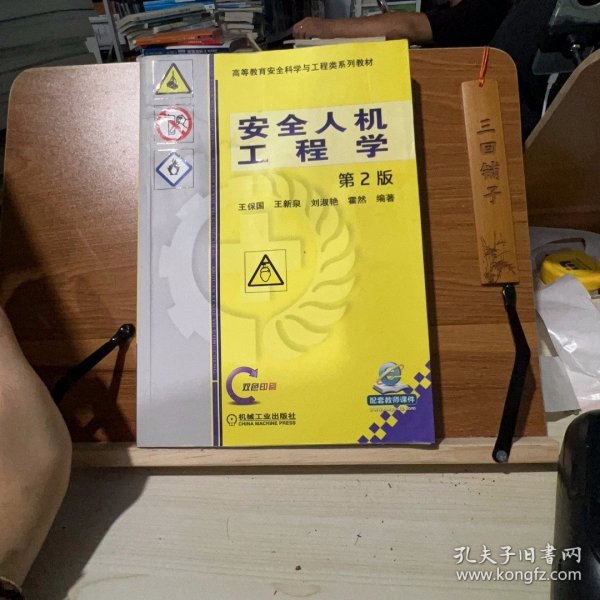 高等教育安全科学与工程类系列教材
安全人机
工程学
第2版
王保国 王新泉 刘淑艳 霍然 编著
双色印刷
机械工业出版社
CHINA MACHINE PRESS
配套教师课件
三回铺子
孔夫子旧书网
www.kongfz.com